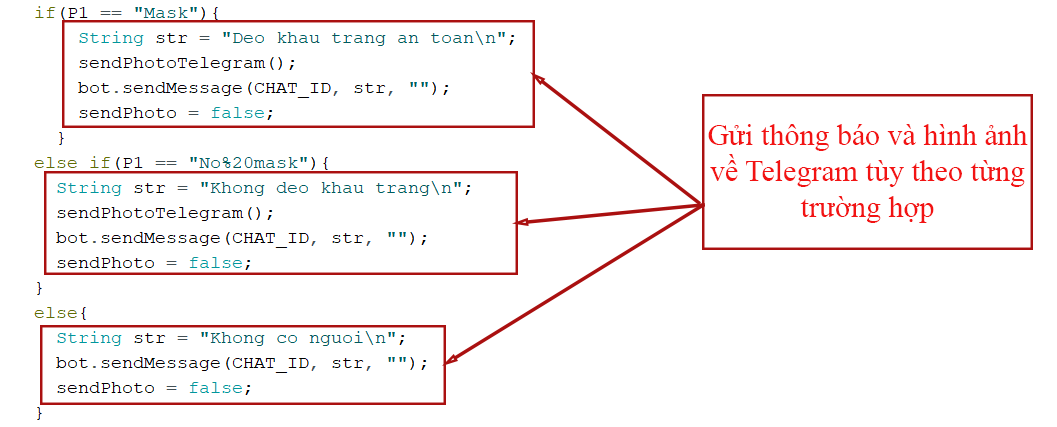 if(P1 == "Mask"){
String str = "Deo khau trang an toan\n";
sendPhotoTelegram();
bot.sendMessage(CHAT_ID, str, "");
sendPhoto = false;
}
else if(P1 == "No%20mask"){
String str = "Khong deo khau trang\n";
sendPhotoTelegram();
bot.sendMessage(CHAT_ID, str, "");
sendPhoto = false;
}
else{
String str = "Khong co nguoi\n";
bot.sendMessage(CHAT_ID, str, "");
sendPhoto = false;
}
Gửi thông báo và hình ảnh
về Telegram tùy theo từng
trường hợp